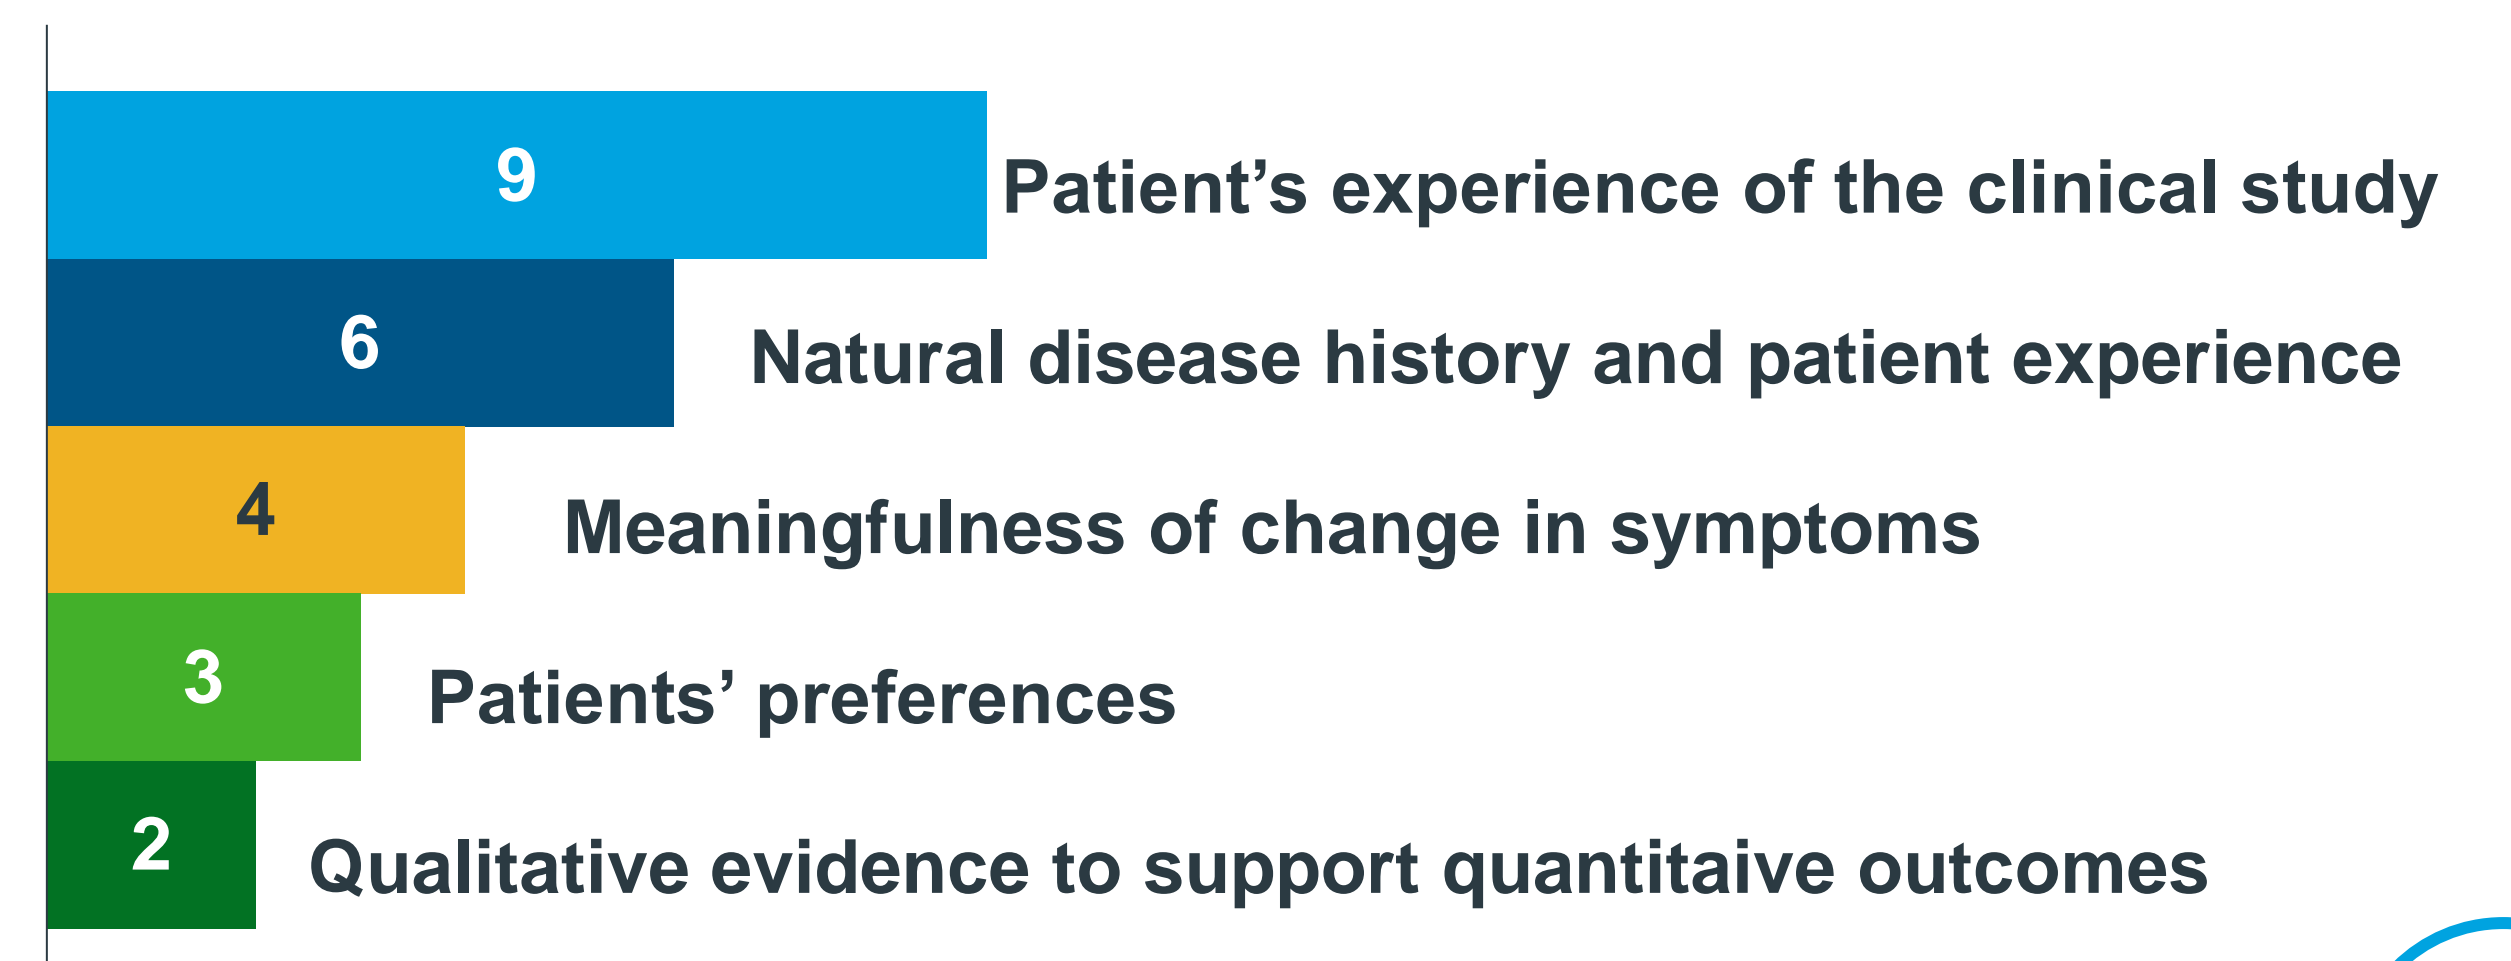 9 Patient’s experience of the clinical study
6 Natural disease history and patient experience
4 Meaningfulness of change in symptoms
3 Patients’ preferences
2 Qualitative evidence to support quantitaive outcomes